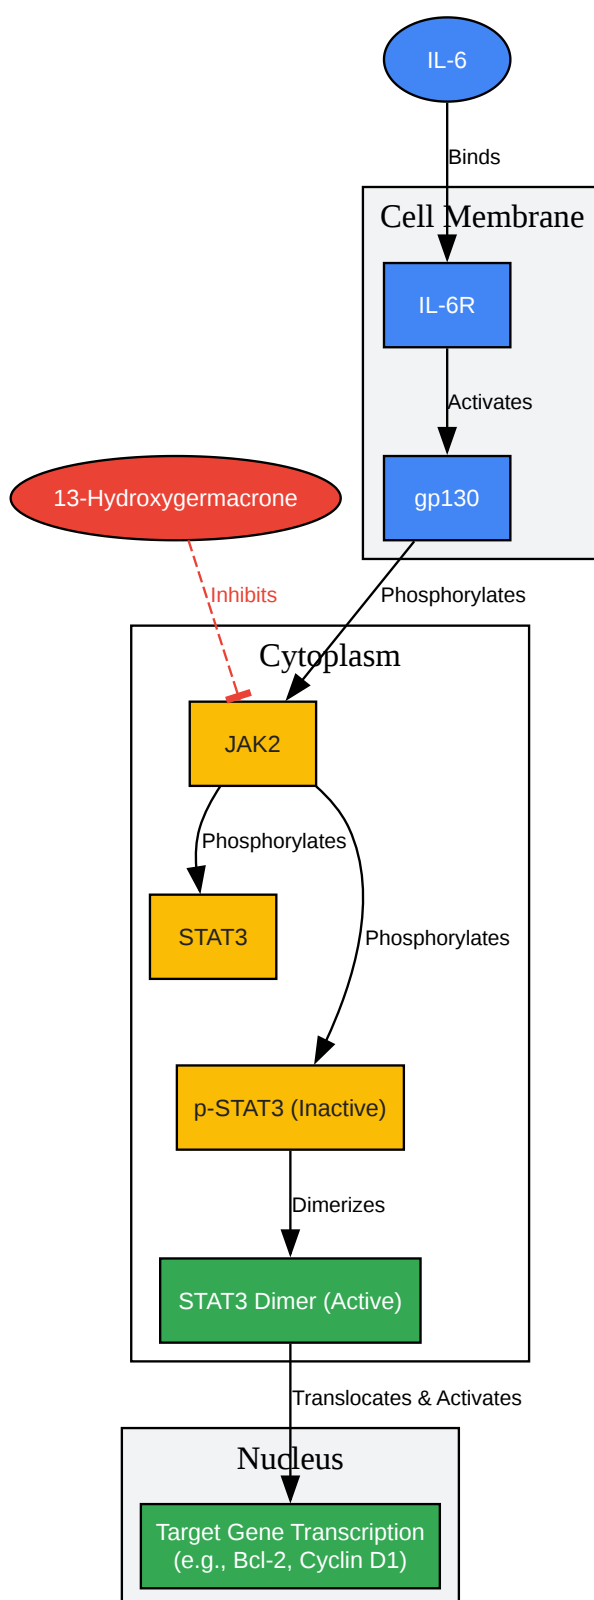 IL-6
Binds
Cell Membrane
IL-6R
Activates
13-Hydroxygermacrone
gp130
Inhibits
Phosphorylates
Cytoplasm
JAK2
Phosphorylates
STAT3
Phosphorylates
p-STAT3 (Inactive)
Dimerizes
STAT3 Dimer (Active)
Translocates & Activates
Nucleus
Target Gene Transcription
(e.g., Bcl-2, Cyclin D1)